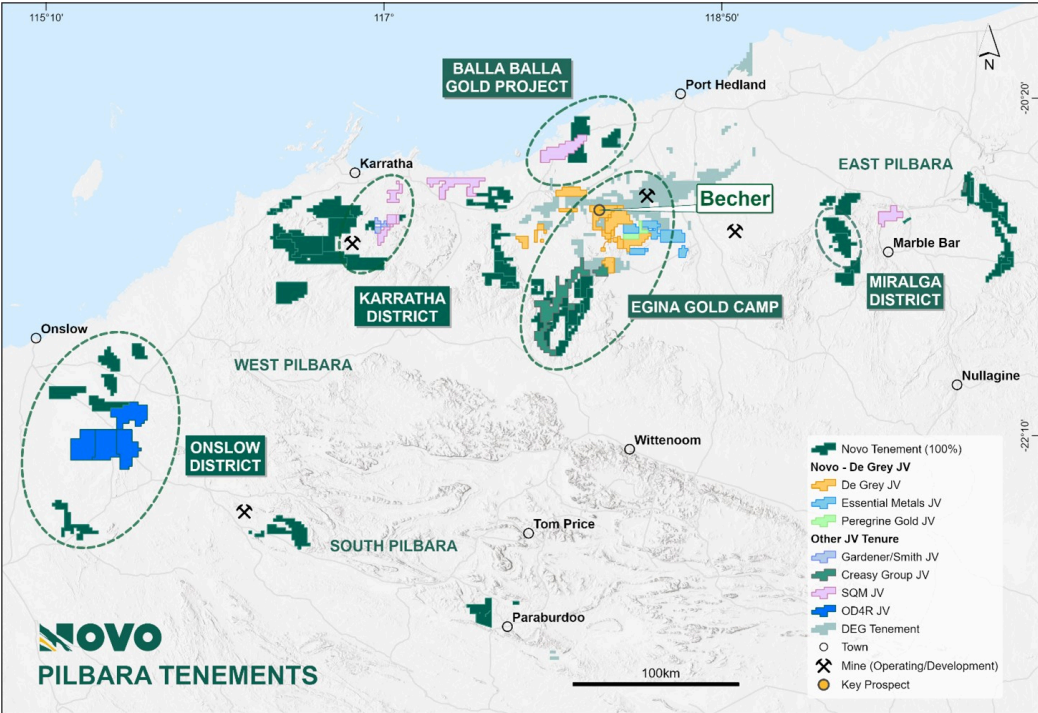 115°10'
117°
118°50'
N
-20°20'
-22°10'
BALLA BALLA
GOLD PROJECT
Port Hedland
Karratha
EAST PILBARA
Becher
Marble Bar
KARRATHA
DISTRICT
EGINA GOLD CAMP
MIRALGA
DISTRICT
Onslow
WEST PILBARA
Nullagine
ONSLOW
DISTRICT
Wittenoom
Tom Price
SOUTH PILBARA
Paraburdoo
NOVO
PILBARA TENEMENTS
100km
Novo Tenement (100%)
Novo - De Grey JV
De Grey JV
Essential Metals JV
Peregrine Gold JV
Other JV Tenure
Gardener/Smith JV
Creasy Group JV
SQM JV
OD4R JV
DEG Tenement
Town
Mine (Operating/Development)
Key Prospect